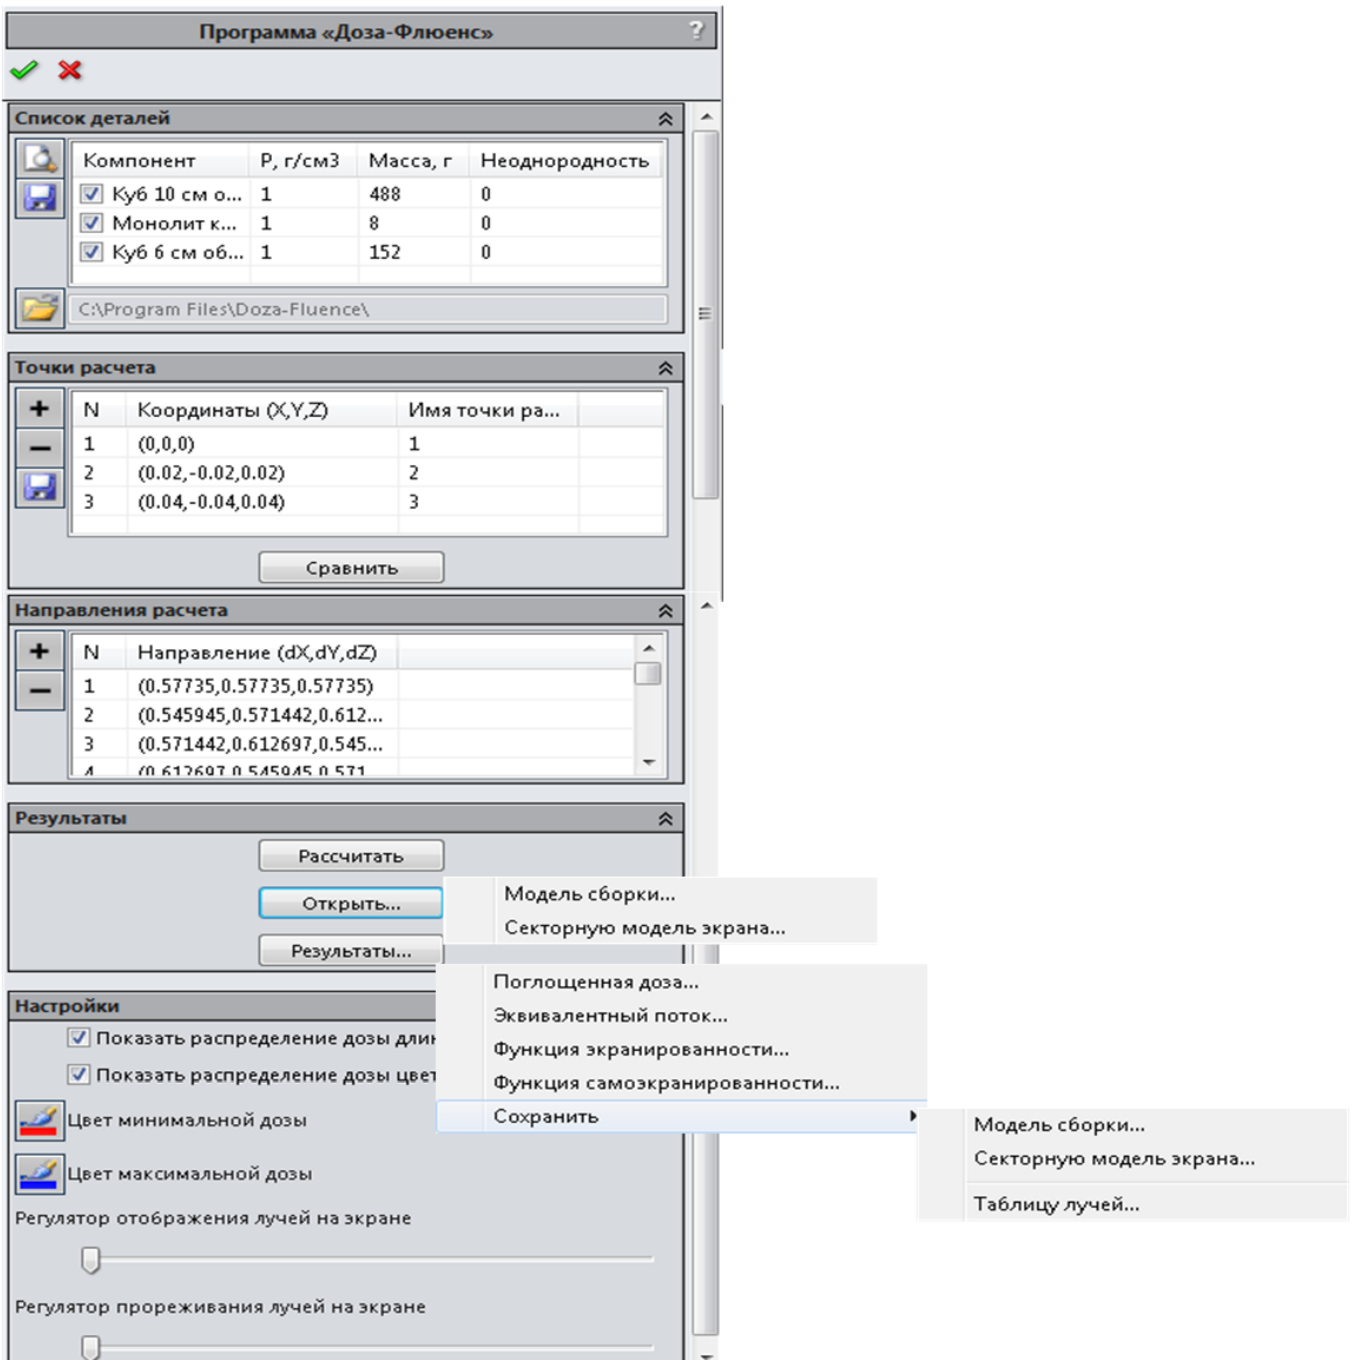 Программа «Доза-Флюенс» ?
Список деталей
Компонент P, г/см3 Масса, г Неоднородность
Куб 10 см о... 1 488 0
Монолит к... 1 8 0
Куб 6 см об... 1 152 0
C:\Program Files\Doza-Fluence\
Точки расчета
N Координаты (X,Y,Z) Имя точки ра...
1 (0,0,0) 1
2 (0.02,-0.02,0.02) 2
3 (0.04,-0.04,0.04) 3
Сравнить
Направления расчета
N Направление (dX,dY,dZ)
1 (0.57735,0.57735,0.57735)
2 (0.545945,0.571442,0.612...
3 (0.571442,0.612697,0.545...
4 (0.612697,0.545945,0.571
Результаты
Рассчитать
Открыть...
Модель сборки...
Секторную модель экрана...
Результаты...
Поглощенная доза...
Эквивалентный поток...
Функция экранированности...
Функция самоэкранированности...
Сохранить
Модель сборки...
Секторную модель экрана...
Таблицу лучей...
Настройки
Показать распределение дозы длин
Показать распределение дозы цвет
Цвет минимальной дозы
Цвет максимальной дозы
Регулятор отображения лучей на экране
Регулятор прореживания лучей на экране